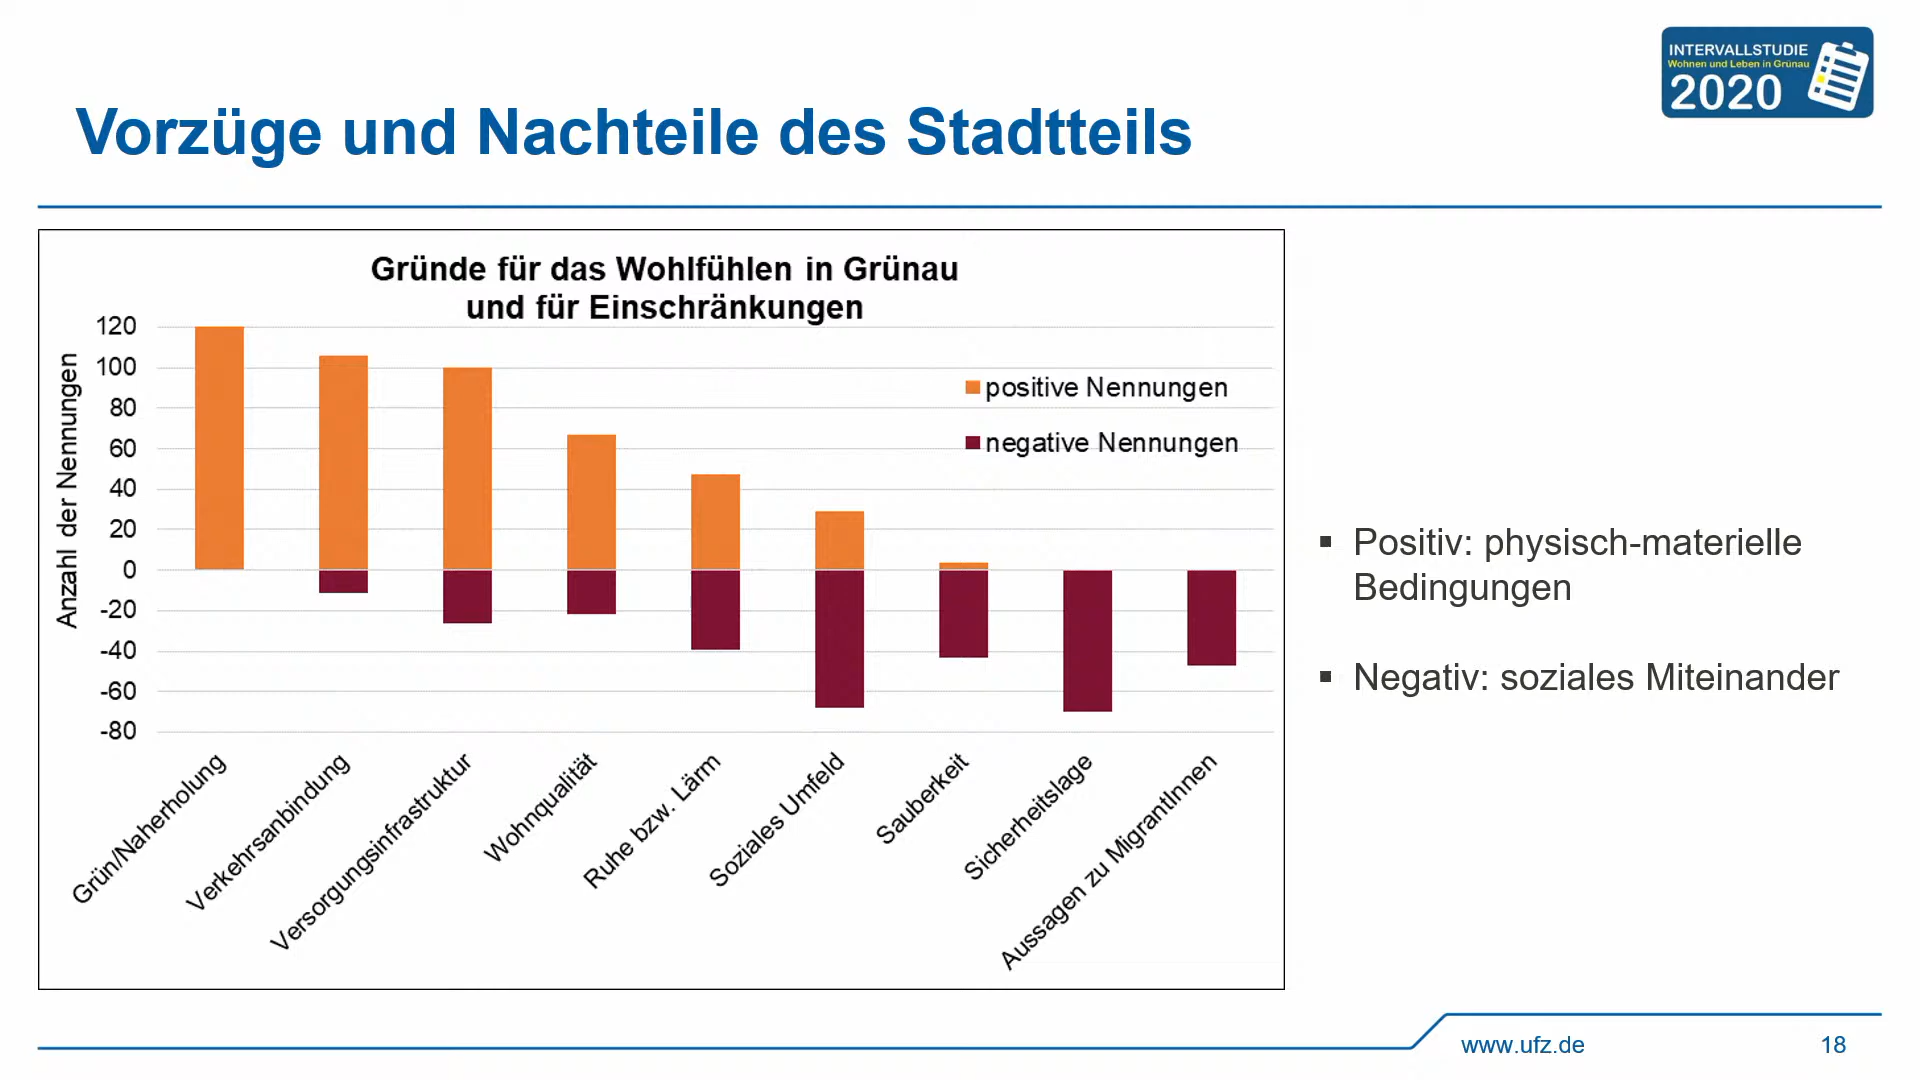 INTERVALLSTUDIE
Wohnen und Leben in Grünau
2020
Vorzüge und Nachteile des Stadtteils
Gründe für das Wohlfühlen in Grünau
und für Einschränkungen
Anzahl der Nennungen
120
100
80
60
40
20
0
-20
-40
-60
-80
positive Nennungen
negative Nennungen
Grün/Naherholung
Verkehrsanbindung
Versorgungsinfrastruktur
Wohnqualität
Ruhe bzw. Lärm
Soziales Umfeld
Sauberkeit
Sicherheitslage
Aussagen zu MigrantInnen
▪ Positiv: physisch-materielle
Bedingungen
▪ Negativ: soziales Miteinander
www.ufz.de
18